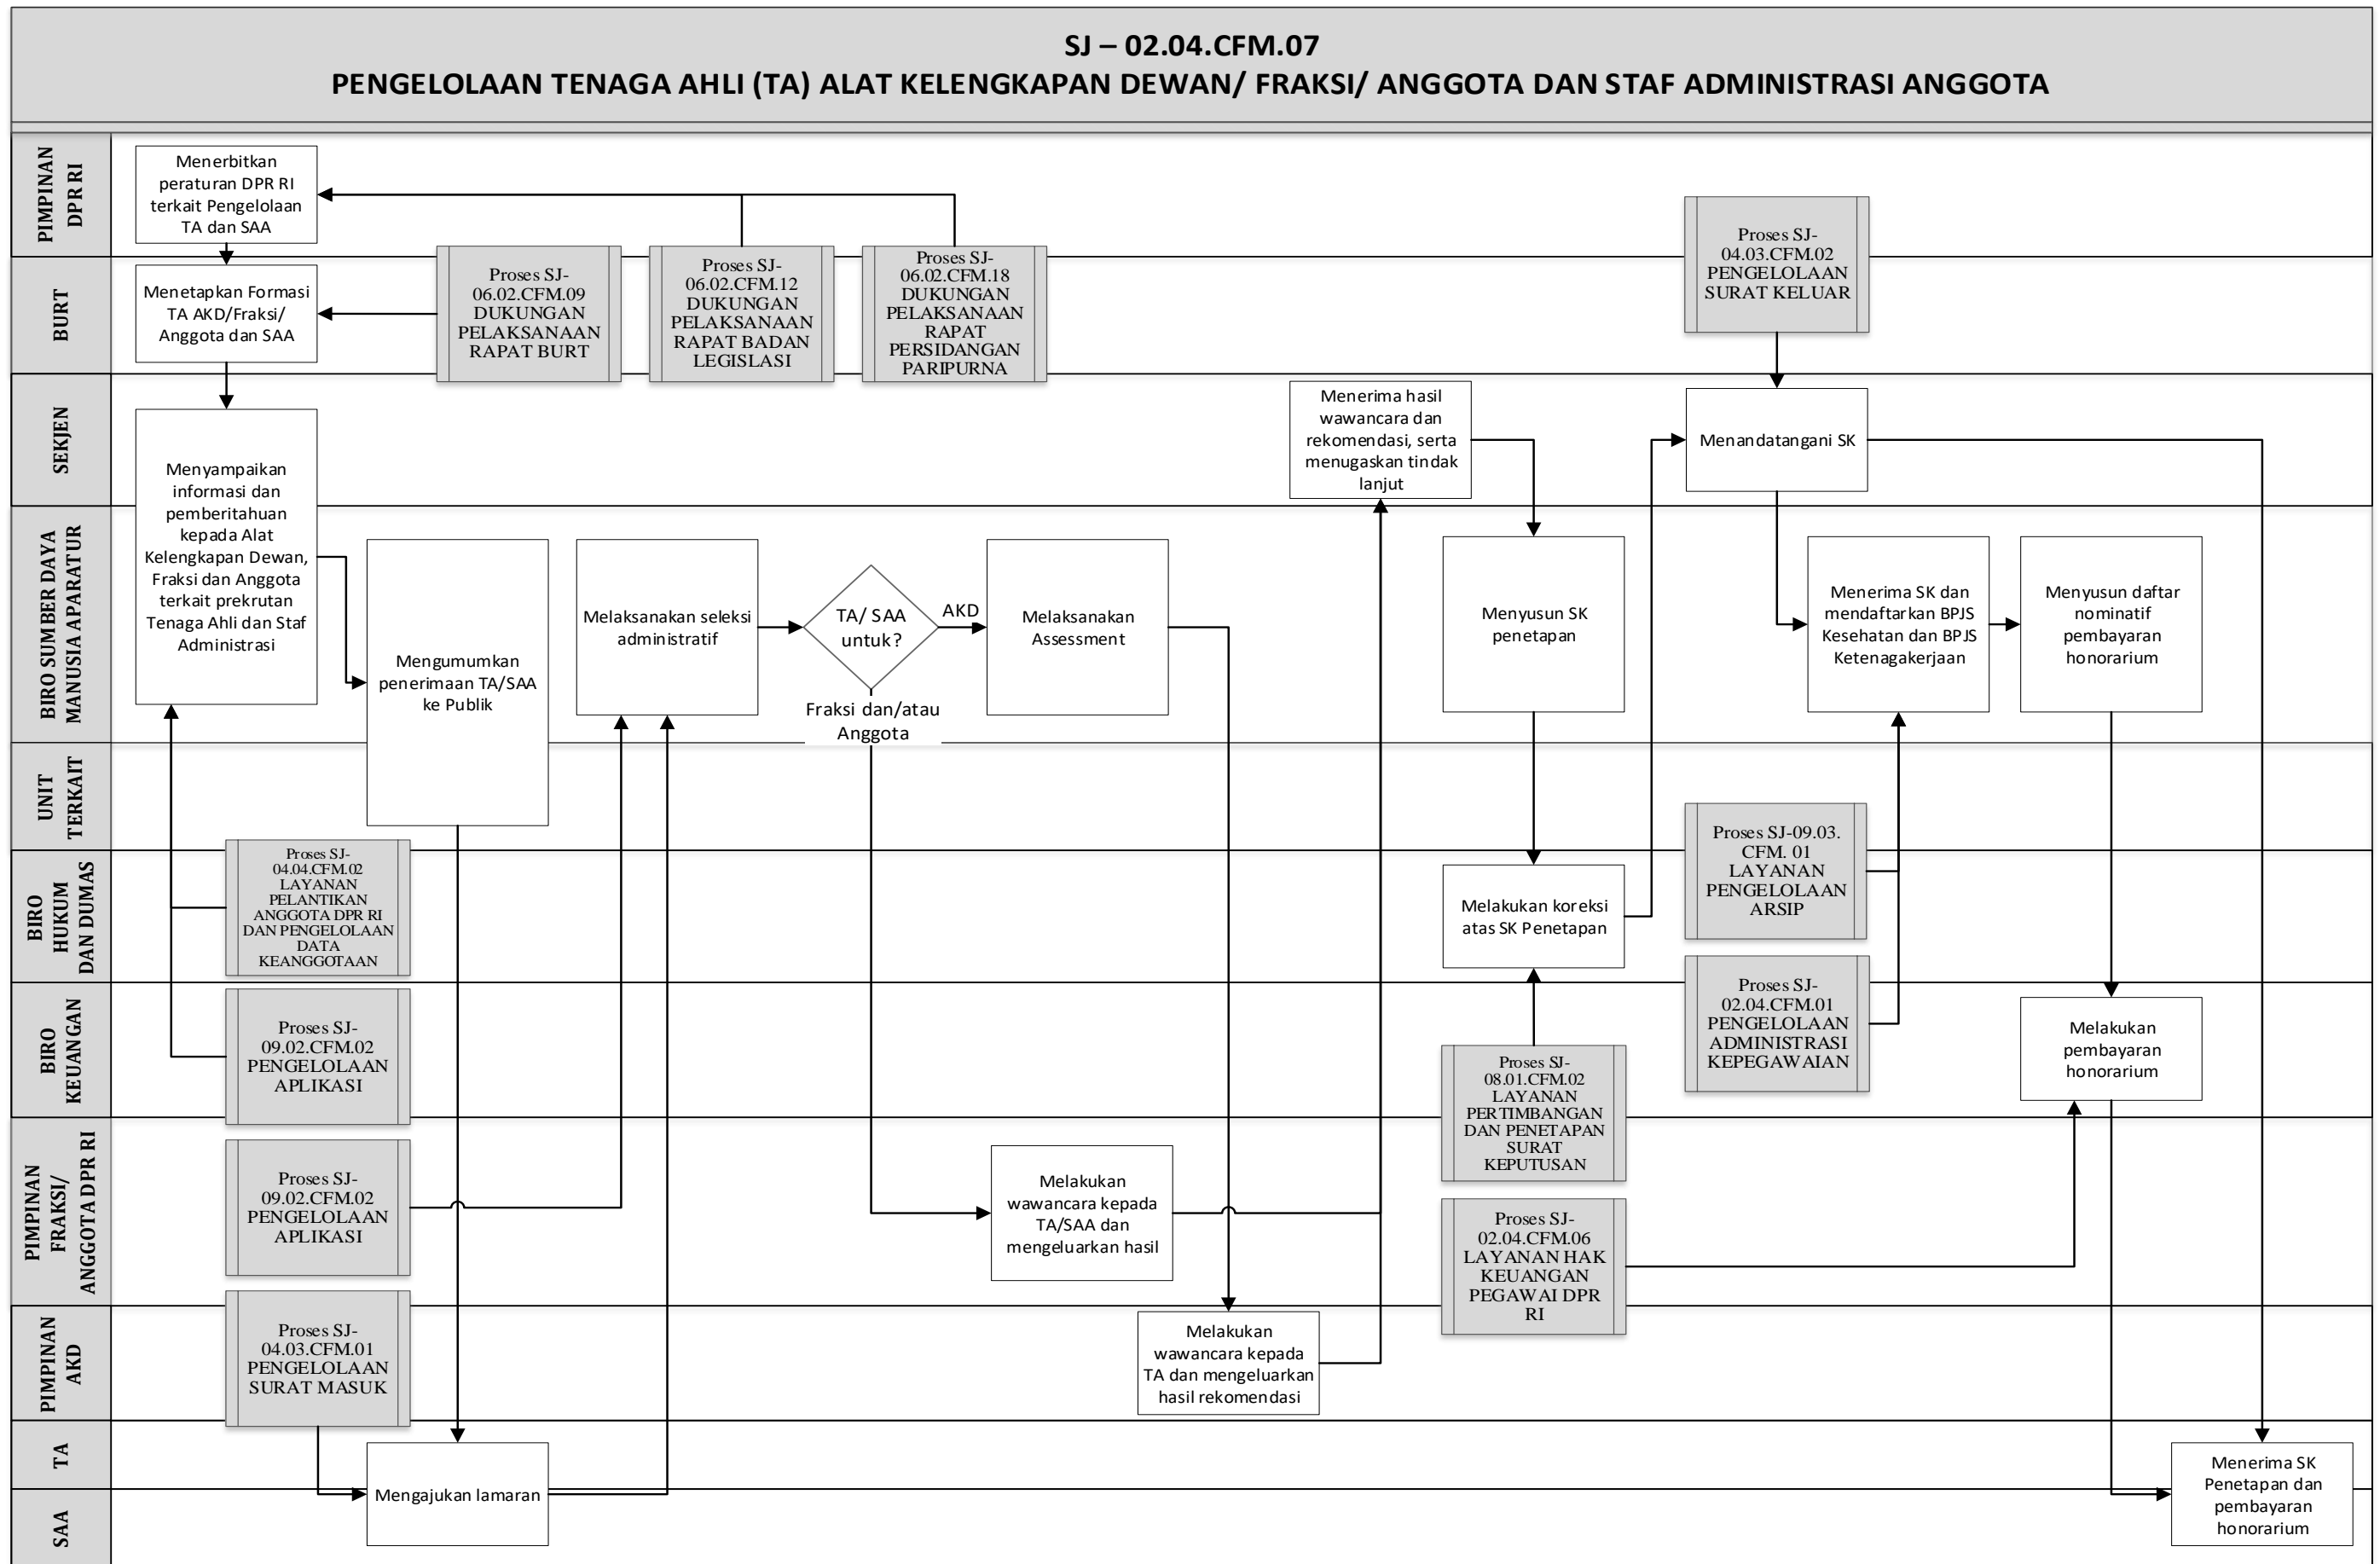 SJ – 02.04.CFM.07
PENGELOLAAN TENAGA AHLI (TA) ALAT KELENGKAPAN DEWAN/ FRAKSI/ ANGGOTA DAN STAF ADMINISTRASI ANGGOTA
PIMPINAN
DPR RI
Menerbitkan
peraturan DPR RI
terkait Pengelolaan
TA dan SAA
BURT
Menetapkan Formasi
TA AKD/Fraksi/
Anggota dan SAA
Proses SJ-
06.02.CFM.09
DUKUNGAN
PELAKSANAAN
RAPAT BURT
Proses SJ-
06.02.CFM.12
DUKUNGAN
PELAKSANAAN
RAPAT BADAN
LEGISLASI
Proses SJ-
06.02.CFM.18
DUKUNGAN
PELAKSANAAN
RAPAT
PERSIDANGAN
PARIPURNA
Proses SJ-
04.03.CFM.02
PENGELOLAAN
SURAT KELUAR
SEKJEN
Menyampaikan
informasi dan
pemberitahuan
kepada Alat
Kelengkapan Dewan,
Fraksi dan Anggota
terkait prekrutan
Tenaga Ahli dan Staf
Administrasi
Menerima hasil
wawancara dan
rekomendasi, serta
menugaskan tindak
lanjut
Menandatangani SK
BIRO SUMBER DAYA
MANUSIA APARATUR
Mengumumkan
penerimaan TA/SAA
ke Publik
Melaksanakan seleksi
administratif
TA/ SAA
untuk?
AKD
Fraksi dan/atau
Anggota
Melaksanakan
Assessment
Menyusun SK
penetapan
Menerima SK dan
mendaftarkan BPJS
Kesehatan dan BPJS
Ketenagakerjaan
Menyusun daftar
nominatif
pembayaran
honorarium
UNIT
TERKAIT
BIRO
HUKUM
DAN DUMAS
Proses SJ-
04.04.CFM.02
LAYANAN
PELANTIKAN
ANGGOTA DPR RI
DAN PENGELOLAAN
DATA
KEANGGOTAAN
Melakukan koreksi
atas SK Penetapan
Proses SJ-09.03.
CFM. 01
LAYANAN
PENGELOLAAN
ARSIP
BIRO
KEUANGAN
Proses SJ-
09.02.CFM.02
PENGELOLAAN
APLIKASI
Proses SJ-
08.01.CFM.02
LAYANAN
PERTIMBANGAN
DAN PENETAPAN
SURAT
KEPUTUSAN
Proses SJ-
02.04.CFM.01
PENGELOLAAN
ADMINISTRASI
KEPEGAWAIAN
Melakukan
pembayaran
honorarium
PIMPINAN
FRAKSI/
ANGGOTA DPR RI
Proses SJ-
09.02.CFM.02
PENGELOLAAN
APLIKASI
Melakukan
wawancara kepada
TA/SAA dan
mengeluarkan hasil
Proses SJ-
02.04.CFM.06
LAYANAN HAK
KEUANGAN
PEGAWAI DPR
RI
PIMPINAN
AKD
Proses SJ-
04.03.CFM.01
PENGELOLAAN
SURAT MASUK
Melakukan
wawancara kepada
TA dan mengeluarkan
hasil rekomendasi
TA
SAA
Mengajukan lamaran
Menerima SK
Penetapan dan
pembayaran
honorarium